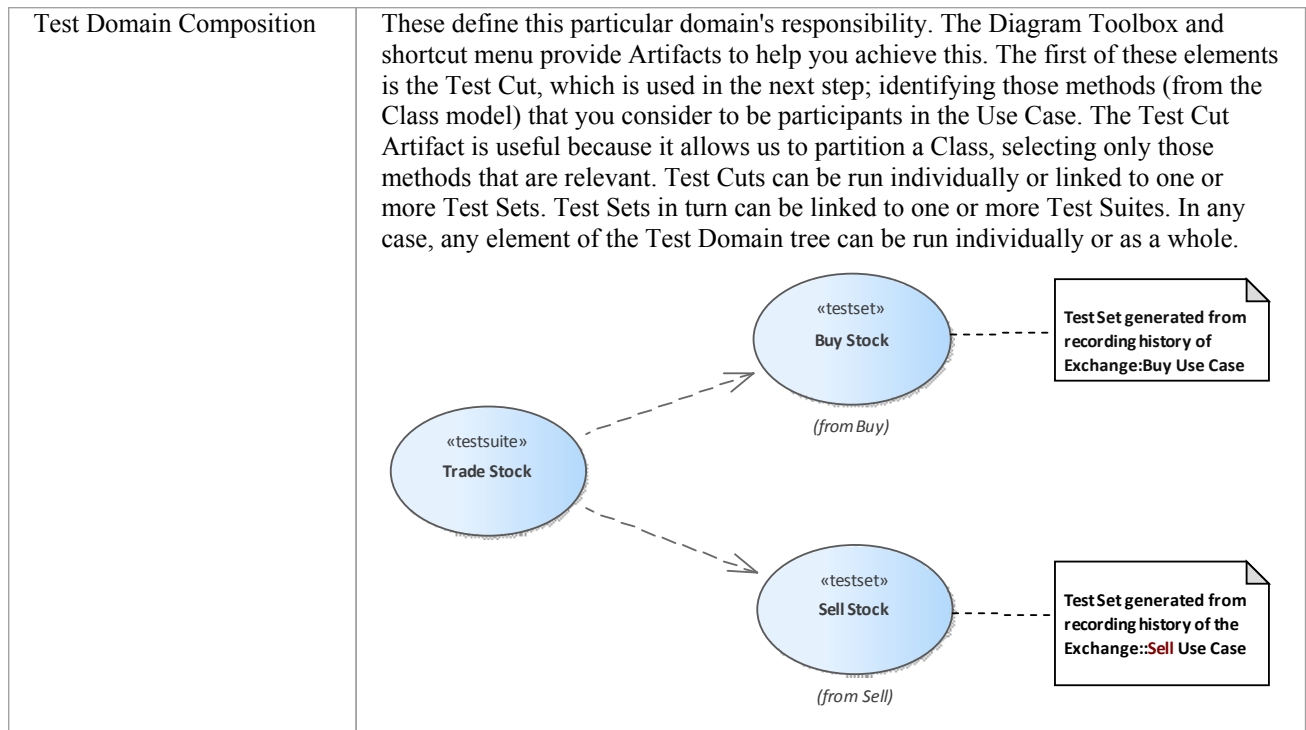 Test Domain Composition
These define this particular domain's responsibility. The Diagram Toolbox and
shortcut menu provide Artifacts to help you achieve this. The first of these elements
is the Test Cut, which is used in the next step; identifying those methods (from the
Class model) that you consider to be participants in the Use Case. The Test Cut
Artifact is useful because it allows us to partition a Class, selecting only those
methods that are relevant. Test Cuts can be run individually or linked to one or
more Test Sets. Test Sets in turn can be linked to one or more Test Suites. In any
case, any element of the Test Domain tree can be run individually or as a whole.
«testset»
Buy Stock
(from Buy)
Test Set generated from
recording history of
Exchange:Buy Use Case
«testsuite»
Trade Stock
«testset»
Sell Stock
(from Sell)
Test Set generated from
recording history of the
Exchange::Sell Use Case